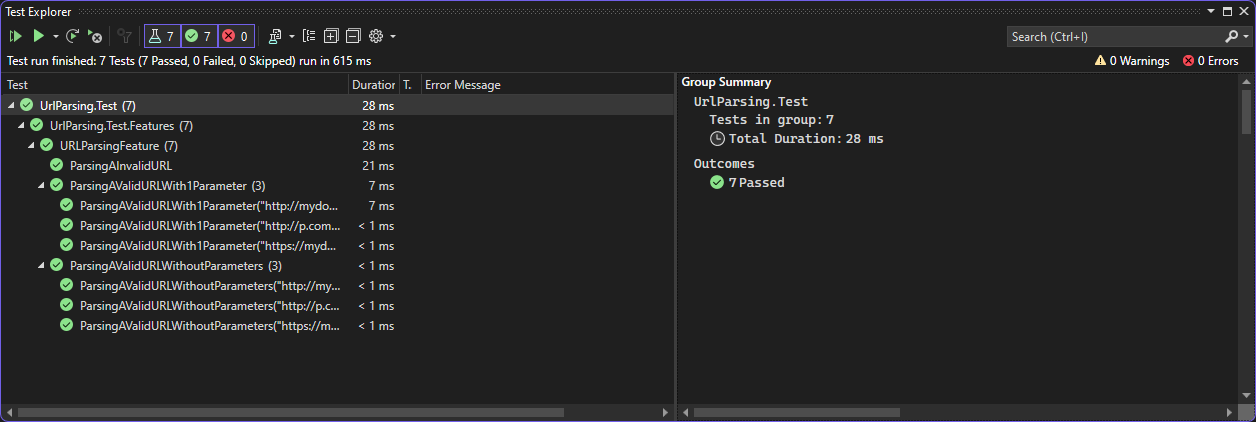 Test Explorer
7 7 0
Search (Ctrl+I)
Test run finished: 7 Tests (7 Passed, 0 Failed, 0 Skipped) run in 615 ms
0 Warnings
0 Errors
Test Duration T. Error Message
UrlParsing.Test (7) 28 ms
UrlParsing.Test.Features (7) 28 ms
URLParsingFeature (7) 28 ms
ParsingAInvalidURL 21 ms
ParsingAValidURLWith1Parameter (3) 7 ms
ParsingAValidURLWith1Parameter("http://mydo... 7 ms
ParsingAValidURLWith1Parameter("http://p.com... < 1 ms
ParsingAValidURLWith1Parameter("https://myd... < 1 ms
ParsingAValidURLWithoutParameters (3) < 1 ms
ParsingAValidURLWithoutParameters("http://my... < 1 ms
ParsingAValidURLWithoutParameters("http://p.c... < 1 ms
ParsingAValidURLWithoutParameters("https://m... < 1 ms
Group Summary
UrlParsing.Test
Tests in group: 7
Total Duration: 28 ms
Outcomes
7 Passed